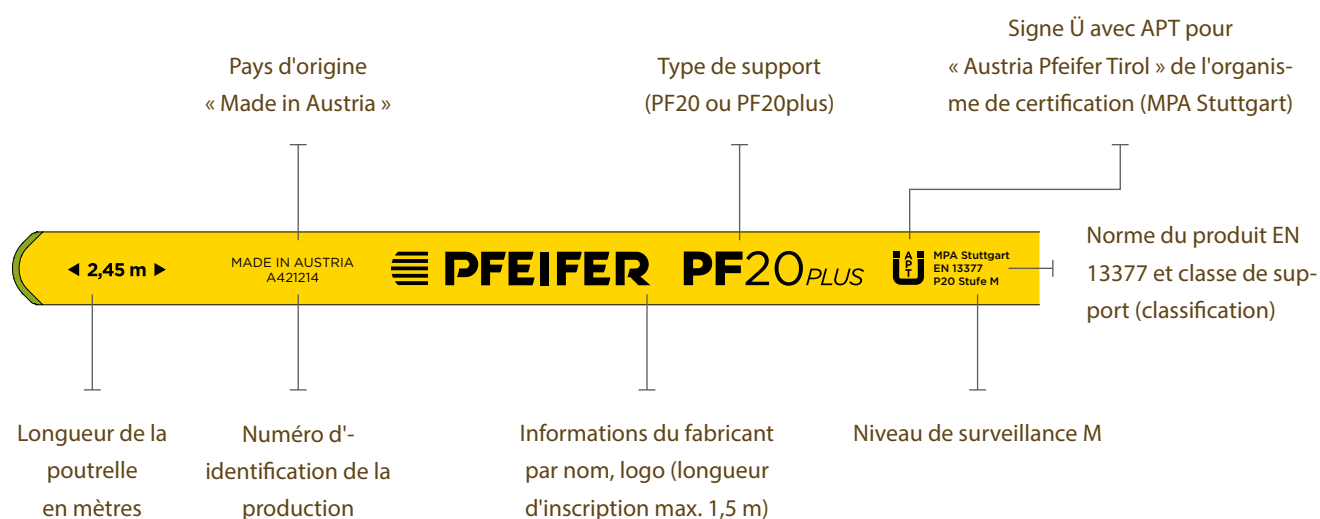 Pays d'origine
« Made in Austria »
Type de support
(PF20 ou PF20plus)
Signe Ü avec APT pour
« Austria Pfeifer Tirol » de l'organis-
me de certification (MPA Stuttgart)
◄ 2,45 m ►
MADE IN AUSTRIA
A421214
PFEIFER
PF20 PLUS
Ü
APT
MPA Stuttgart
EN 13377
P20 Stufe M
Norme du produit EN
13377 et classe de sup-
port (classification)
Longueur de la
poutrelle
en mètres
Numéro d'-
identification de la
production
Informations du fabricant
par nom, logo (longueur
d'inscription max. 1,5 m)
Niveau de surveillance M